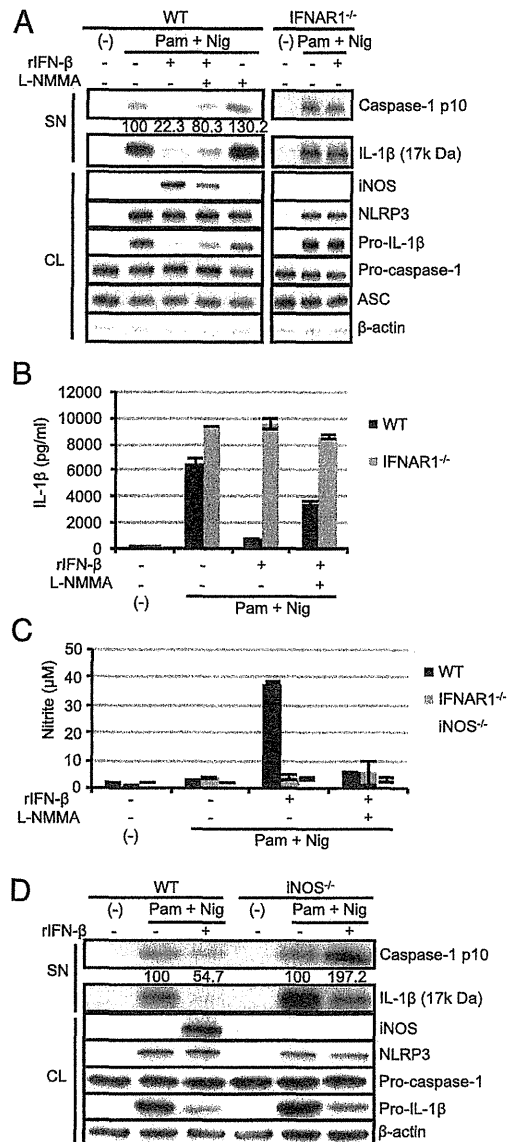 A
WT IFNAR1-/-
(-) Pam + Nig (-) Pam + Nig
rIFN-β - - + + - - - +
L-NMMA - - - + + - - -
SN
Caspase-1 p10
100 22.3 80.3 130.2
IL-1β (17k Da)
CL
iNOS
NLRP3
Pro-IL-1β
Pro-caspase-1
ASC
β-actin
B
IL-1β (pg/ml)
12000
10000
8000
6000
4000
2000
0
WT
IFNAR1-/-
rIFN-β - - + +
L-NMMA - - - +
(-) Pam + Nig
C
Nitrite (μM)
50
40
30
20
10
0
WT
IFNAR1-/-
iNOS-/-
rIFN-β - - + +
L-NMMA - - - +
(-) Pam + Nig
D
WT iNOS-/-
(-) Pam + Nig (-) Pam + Nig
rIFN-β - - + - - +
SN
Caspase-1 p10
100 54.7 100 197.2
IL-1β (17k Da)
CL
iNOS
NLRP3
Pro-caspase-1
Pro-IL-1β
β-actin